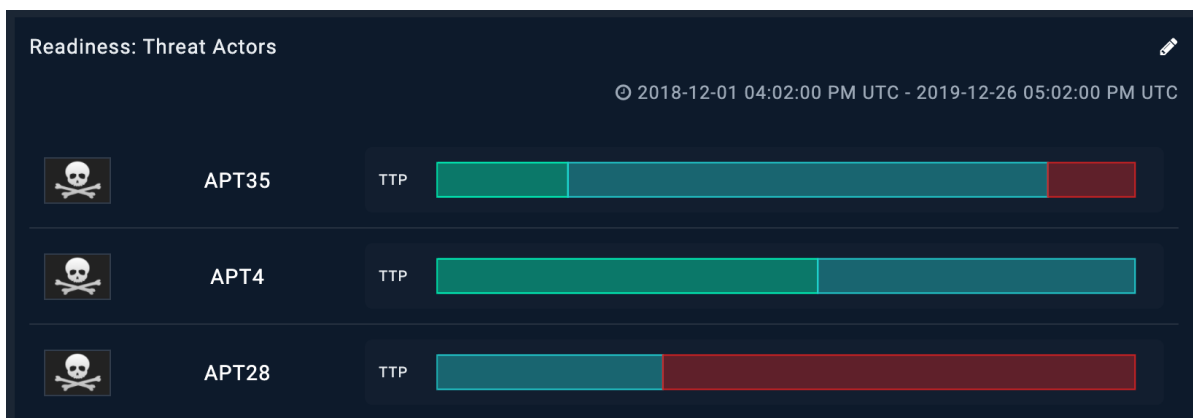 Readiness: Threat Actors
2018-12-01 04:02:00 PM UTC - 2019-12-26 05:02:00 PM UTC
APT35 TTP
APT4 TTP
APT28 TTP